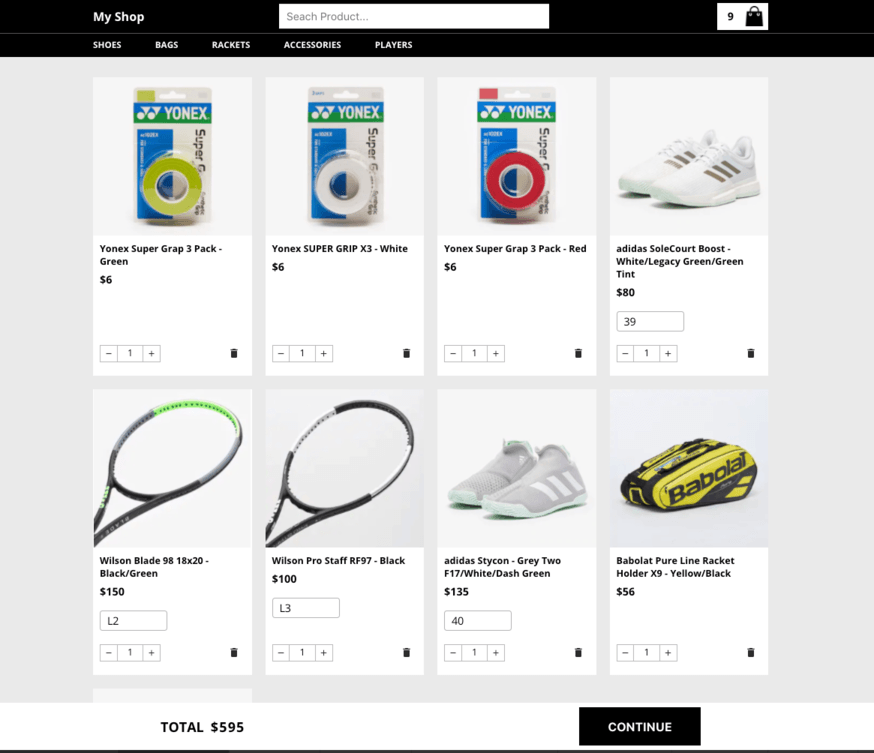 My Shop
Seach Product...
9
SHOES BAGS RACKETS ACCESSORIES PLAYERS
YONEX
Super
YONEX
YONEX
Super
Yonex Super Grap 3 Pack -
Green
$6
− 1 +
Yonex SUPER GRIP X3 - White
$6
− 1 +
Yonex Super Grap 3 Pack - Red
$6
− 1 +
adidas SoleCourt Boost -
White/Legacy Green/Green
Tint
$80
39
− 1 +
Wilson Blade 98 18x20 -
Black/Green
$150
L2
− 1 +
Wilson Pro Staff RF97 - Black
$100
L3
− 1 +
adidas Stycon - Grey Two
F17/White/Dash Green
$135
40
− 1 +
Babolat
Babolat Pure Line Racket
Holder X9 - Yellow/Black
$56
− 1 +
TOTAL $595
CONTINUE